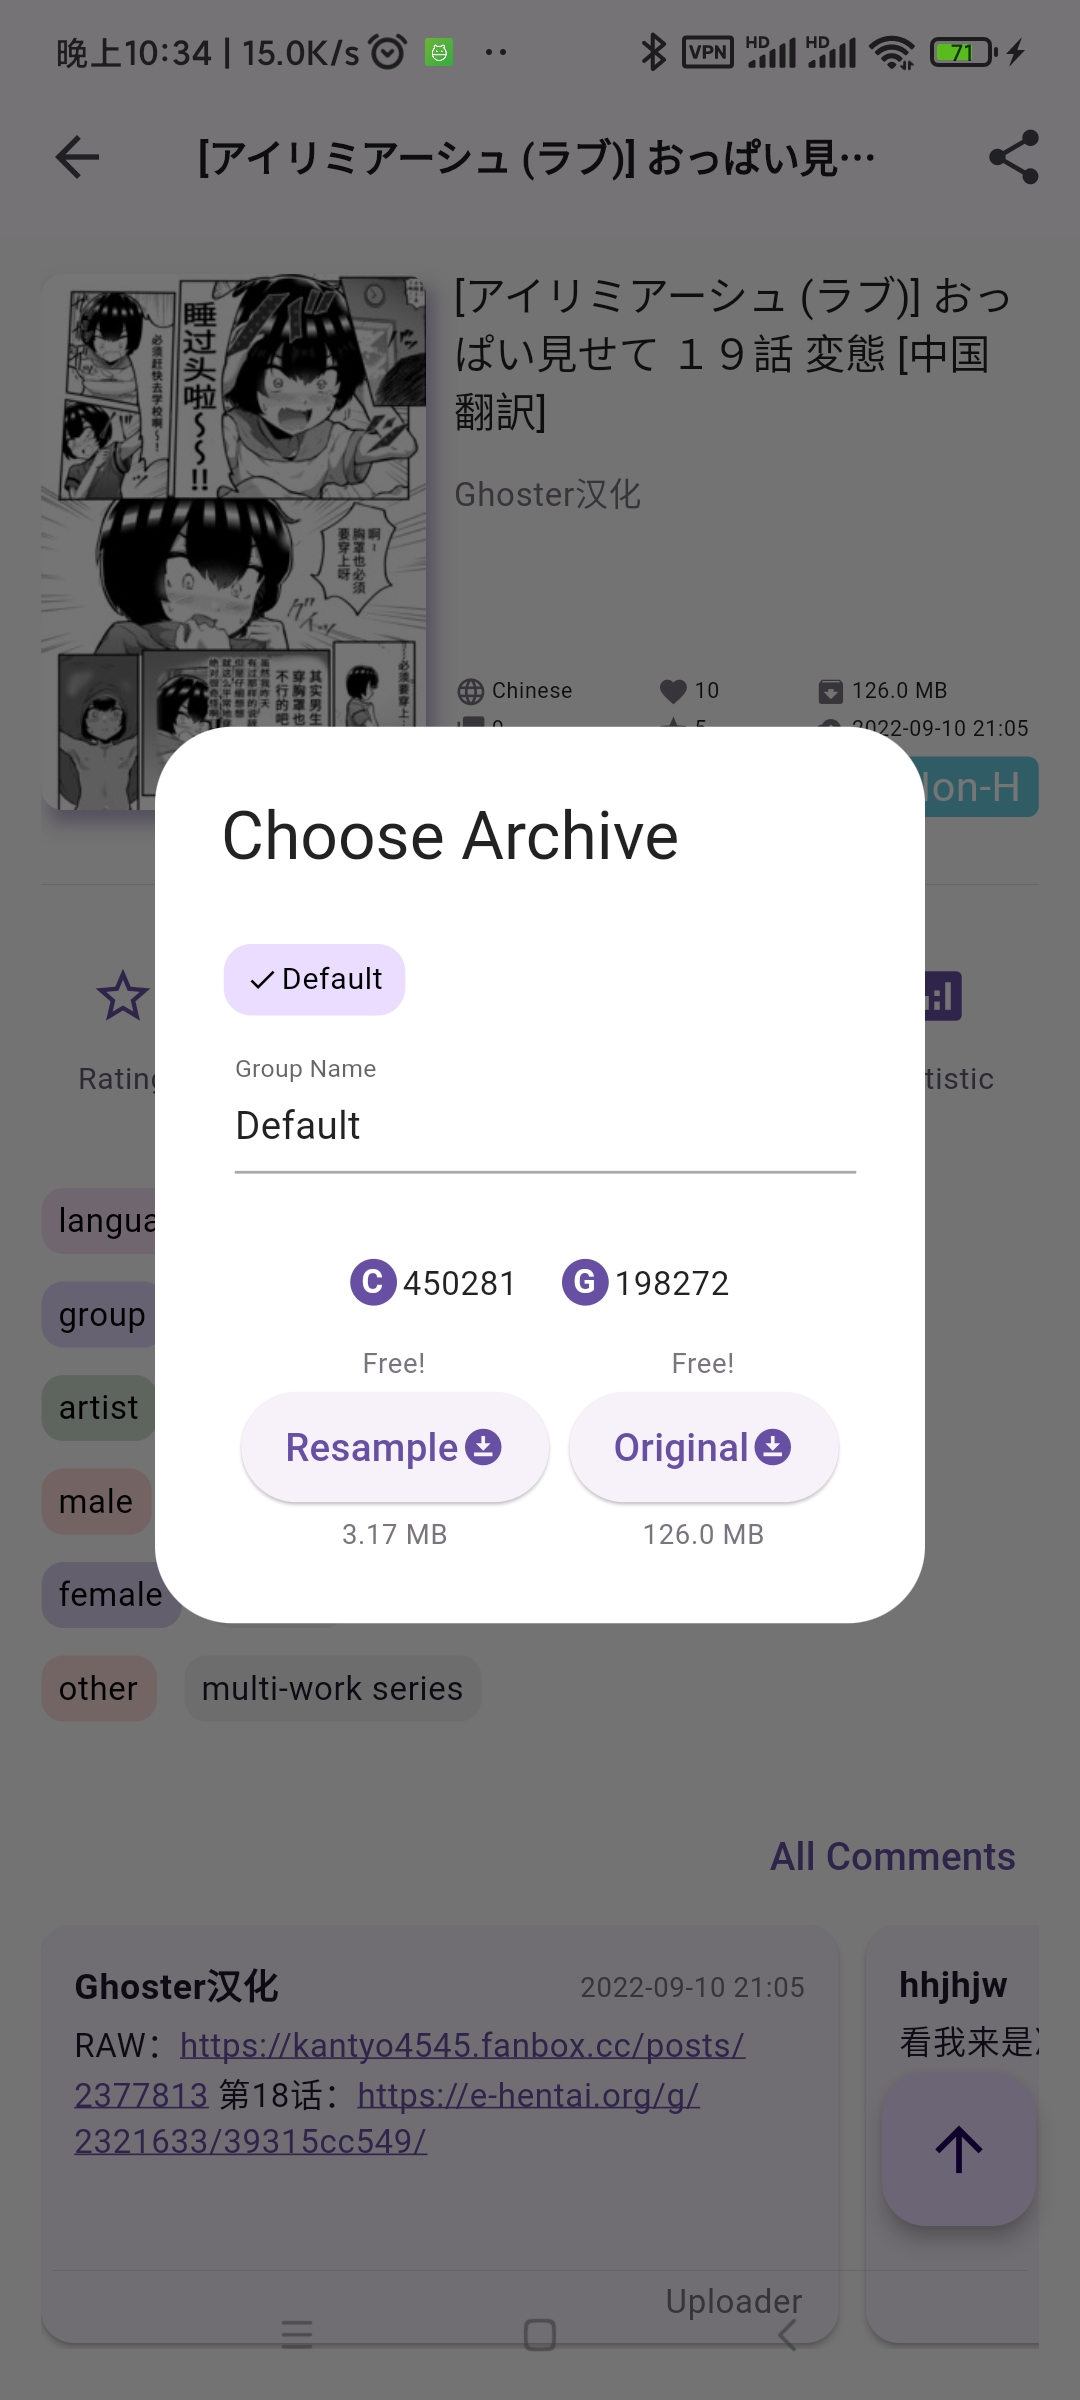 晚上10:34 | 15.0K/s
HD
HD
VPN
71
[アイリミアーシュ (ラブ)] おっぱい見…
[アイリミアーシュ (ラブ)] おっ
ぱい見せて １９話 変態 [中国
翻訳]
Ghoster汉化
睡过头啦～～!!
必须赶快去学校啊～!
啊～
胸罩也必须
要穿上呀
其实男生
穿胸罩也
不行的吧
Chinese
10
126.0 MB
5
2022-09-10 21:05
Non-H
Choose Archive
Default
Group Name
Default
C 450281
G 198272
Free!
Free!
Resample
Original
3.17 MB
126.0 MB
Rating
tistic
langua
group
artist
male
female
other
multi-work series
All Comments
Ghoster汉化
2022-09-10 21:05
RAW：https://kantyo4545.fanbox.cc/posts/
2377813 第18话：https://e-hentai.org/g/
2321633/39315cc549/
Uploader
hhjhjw
看我来是